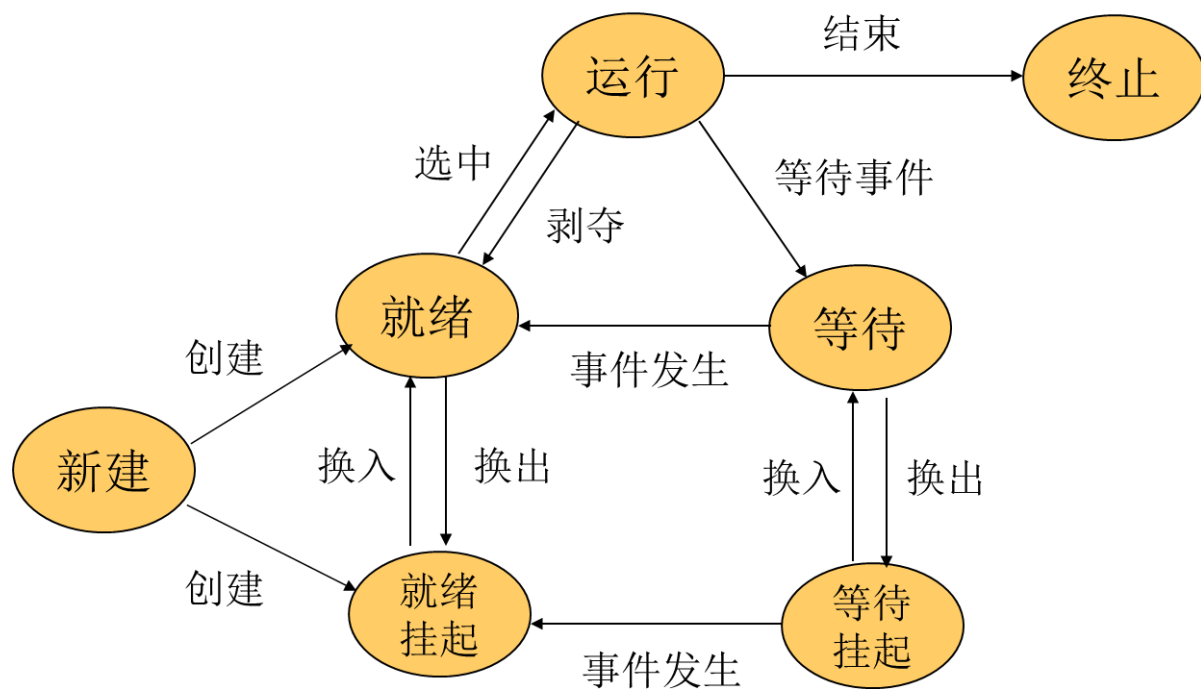 结束
运行
终止
选中
等待事件
剥夺
就绪
等待
创建
事件发生
新建
换入
换出
换入
换出
创建
就绪
挂起
等待
挂起
事件发生